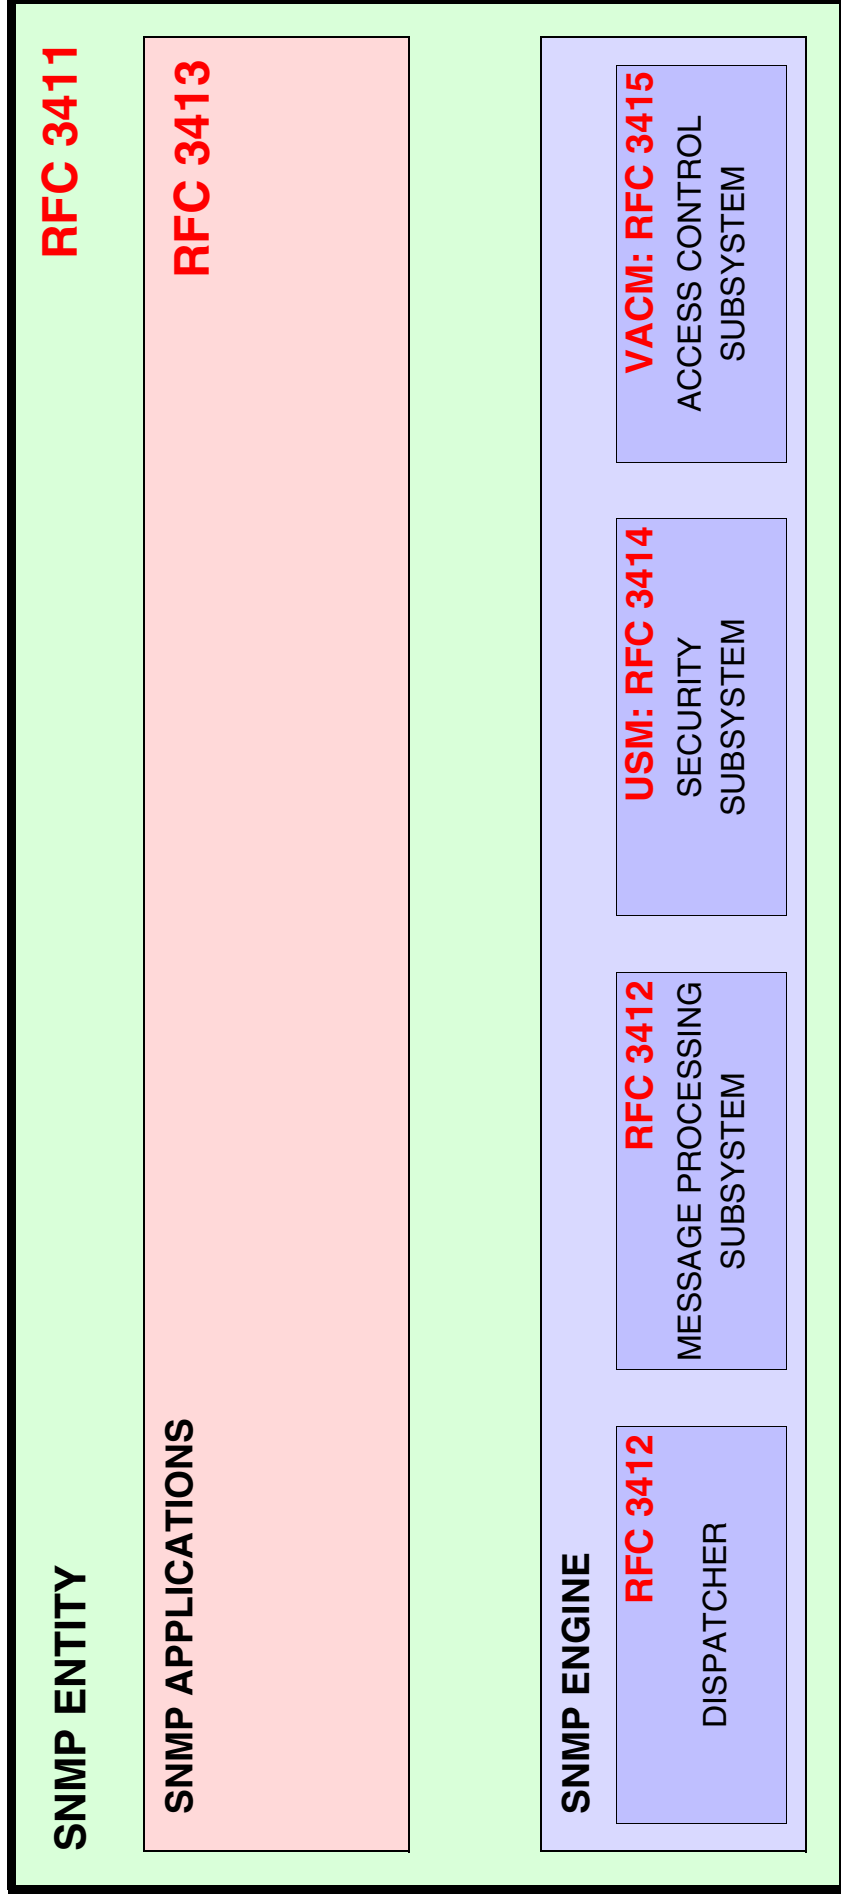 SNMP ENTITY
RFC 3411
SNMP APPLICATIONS
RFC 3413
SNMP ENGINE
RFC 3412
DISPATCHER
RFC 3412
MESSAGE PROCESSING
SUBSYSTEM
USM: RFC 3414
SECURITY
SUBSYSTEM
VACM: RFC 3415
ACCESS CONTROL
SUBSYSTEM